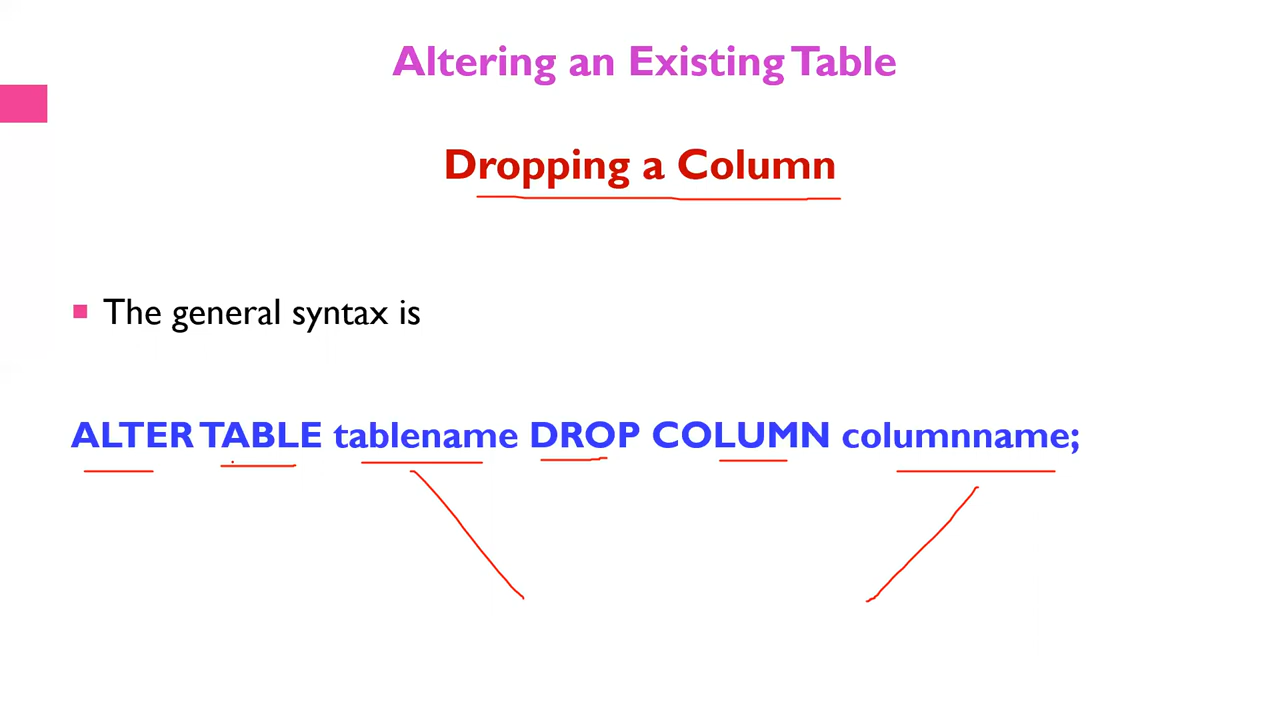 Altering an Existing Table
Dropping a Column
The general syntax is
ALTER TABLE tablename DROP COLUMN columnname;